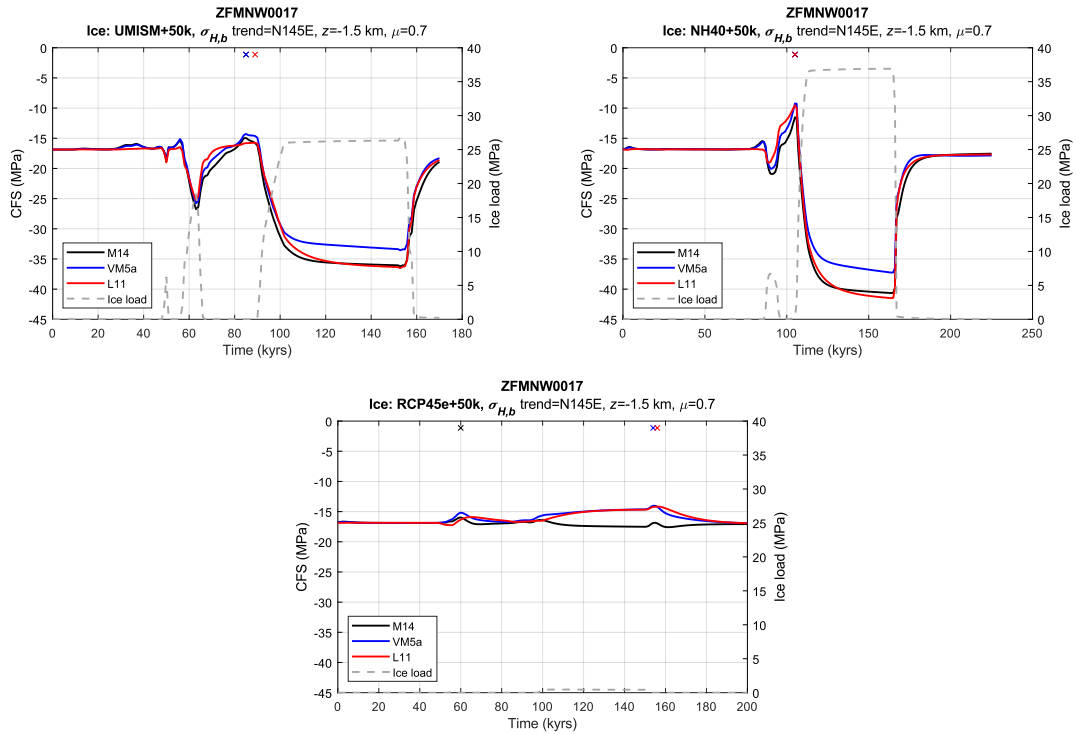 ZFMNW0017
Ice: UMISM+50k, σH,b trend=N145E, z=-1.5 km, μ=0.7
0
-5
-10
-15
-20
-25
-30
-35
-40
-45
CFS (MPa)
40
35
30
25
20
15
10
5
0
Ice load (MPa)
M14
VM5a
L11
Ice load
0 20 40 60 80 100 120 140 160 180
Time (kyrs)
ZFMNW0017
Ice: NH40+50k, σH,b trend=N145E, z=-1.5 km, μ=0.7
0
-5
-10
-15
-20
-25
-30
-35
-40
-45
CFS (MPa)
40
35
30
25
20
15
10
5
0
Ice load (MPa)
M14
VM5a
L11
Ice load
0 50 100 150 200 250
Time (kyrs)
ZFMNW0017
Ice: RCP45e+50k, σH,b trend=N145E, z=-1.5 km, μ=0.7
0
-5
-10
-15
-20
-25
-30
-35
-40
-45
CFS (MPa)
40
35
30
25
20
15
10
5
0
Ice load (MPa)
M14
VM5a
L11
Ice load
0 20 40 60 80 100 120 140 160 180 200
Time (kyrs)